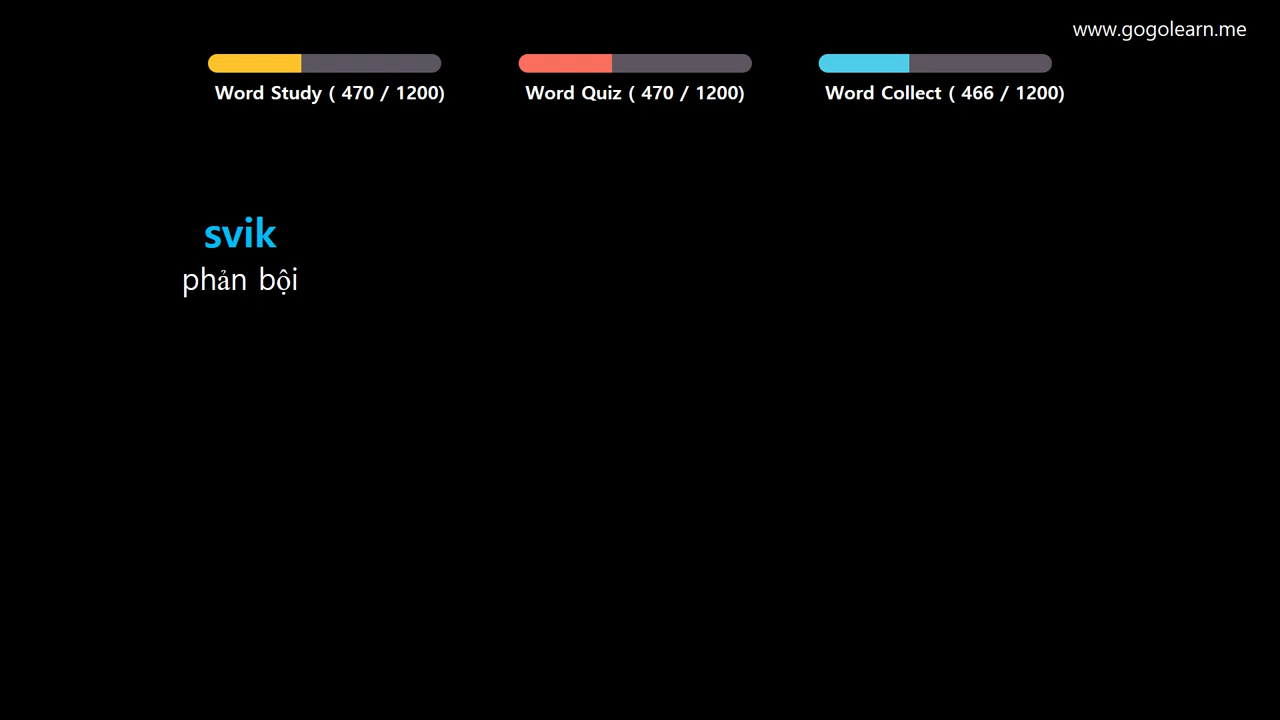 www.gogolearn.me
Word Study ( 470 / 1200)
Word Quiz ( 470 / 1200)
Word Collect ( 466 / 1200)
svik
phản bội